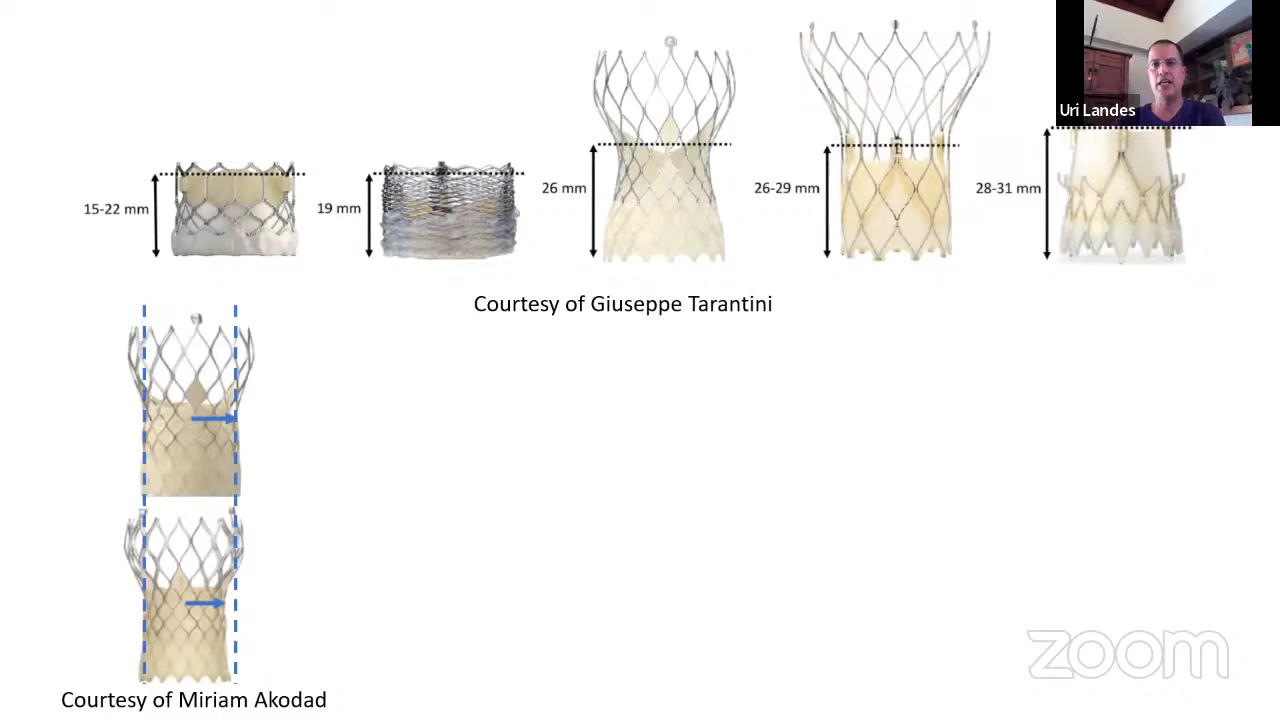 Uri Landes
15-22 mm
19 mm
26 mm
26-29 mm
28-31 mm
Courtesy of Giuseppe Tarantini
Courtesy of Miriam Akodad
zoom